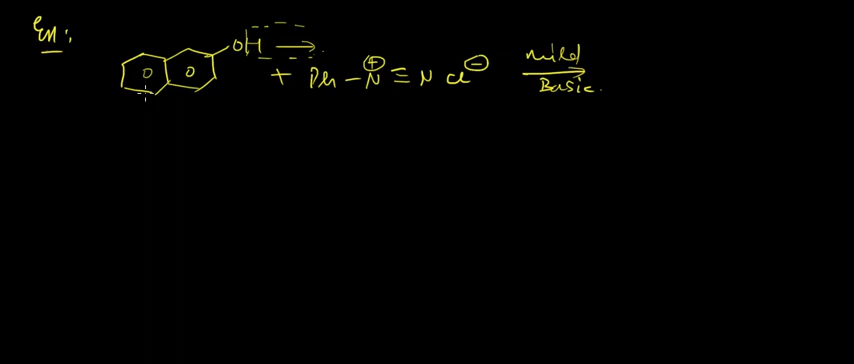 Ex:
OH ⟶ + Ph – N⊕ ≡ N Cl⊖ mild
Basic.